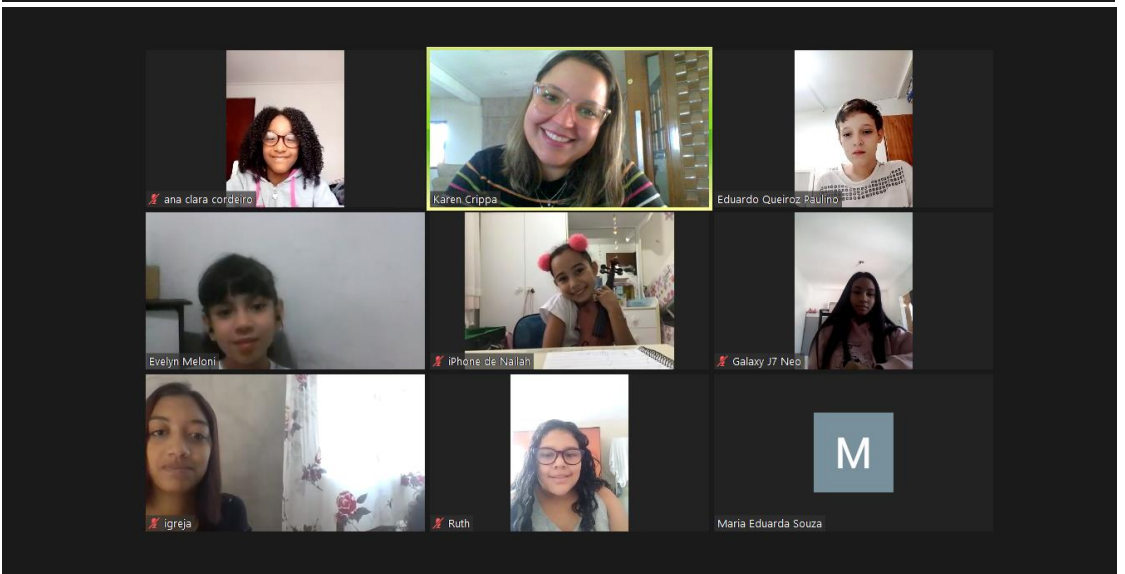 ana clara cordeiro
Karen Crippa
Eduardo Queiroz Paulino
Evelyn Meloni
iPhone de Nailah
Galaxy J7 Neo
igreja
Ruth
M
Maria Eduarda Souza